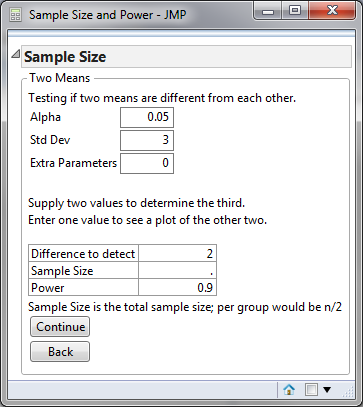 Sample Size and Power - JMP
Sample Size
Two Means
Testing if two means are different from each other.
Alpha 0.05
Std Dev 3
Extra Parameters 0
Supply two values to determine the third.
Enter one value to see a plot of the other two.
Difference to detect 2
Sample Size .
Power 0.9
Sample Size is the total sample size; per group would be n/2
Continue
Back